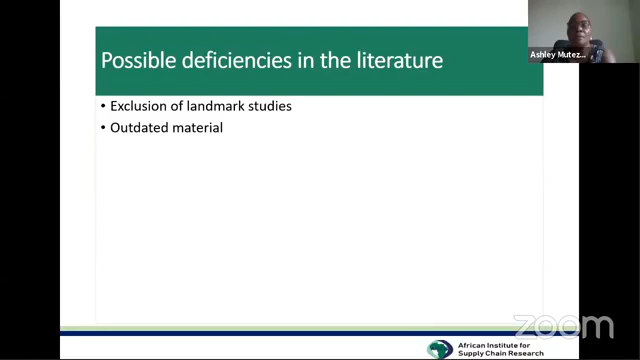 Possible deficiencies in the literature
Ashley Mutez...
• Exclusion of landmark studies
• Outdated material
zoom
African Institute for
Supply Chain Research